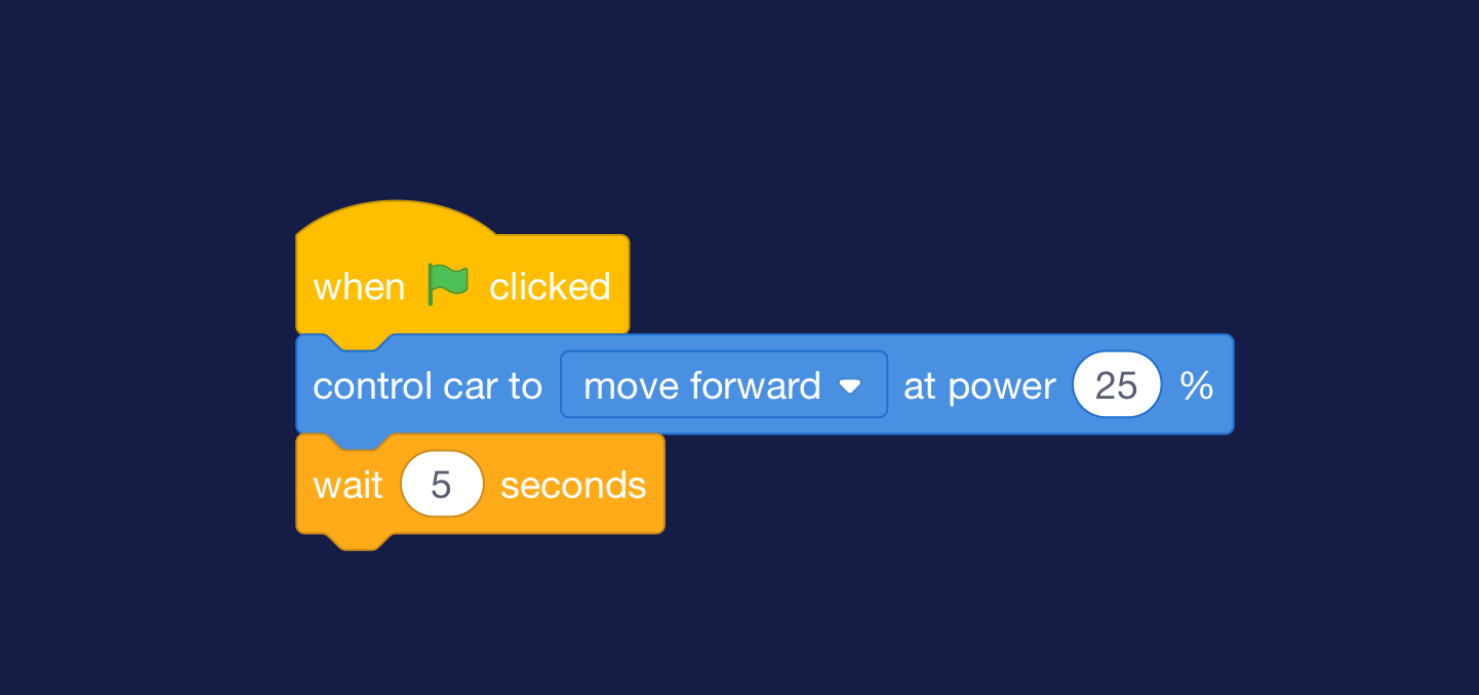 when clicked
control car to move forward at power 25 %
wait 5 seconds